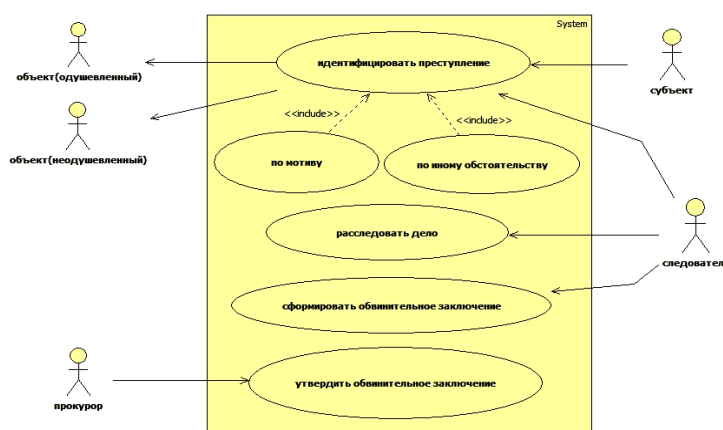 System
идентифицировать преступление
объект(одушевленный)
субъект
<<include>>
<<include>>
объект(неодушевленный)
по мотиву
по иному обстоятельству
расследовать дело
следовател
сформировать обвинительное заключение
утвердить обвинительное заключение
прокурор